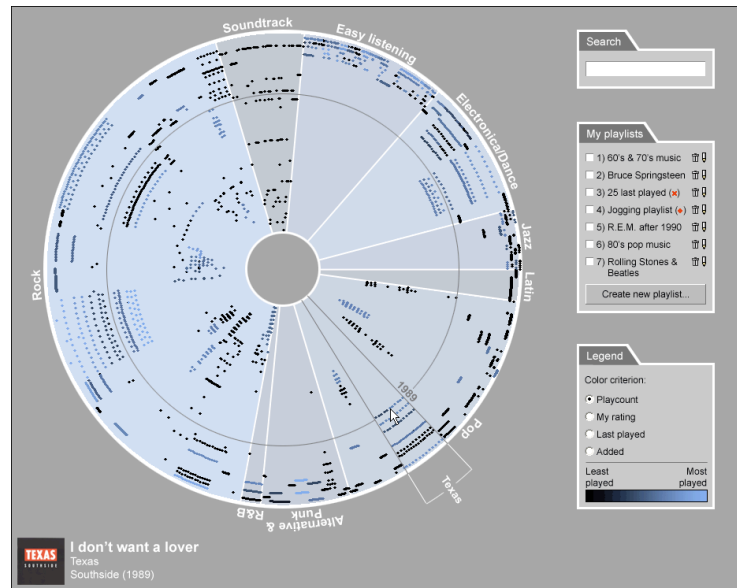 Soundtrack
Easy listening
Electronica/Dance
Jazz
Latin
Pop
Texas
1989
Alternative &
Punk
R&B
Rock
Search
My playlists
1) 60's & 70's music
2) Bruce Springsteen
3) 25 last played (×)
4) Jogging playlist (◆)
5) R.E.M. after 1990
6) 80's pop music
7) Rolling Stones &
Beatles
Create new playlist...
Legend
Color criterion:
Playcount
My rating
Last played
Added
Least played
Most played
TEXAS
SOUTHSIDE
I don't want a lover
Texas
Southside (1989)